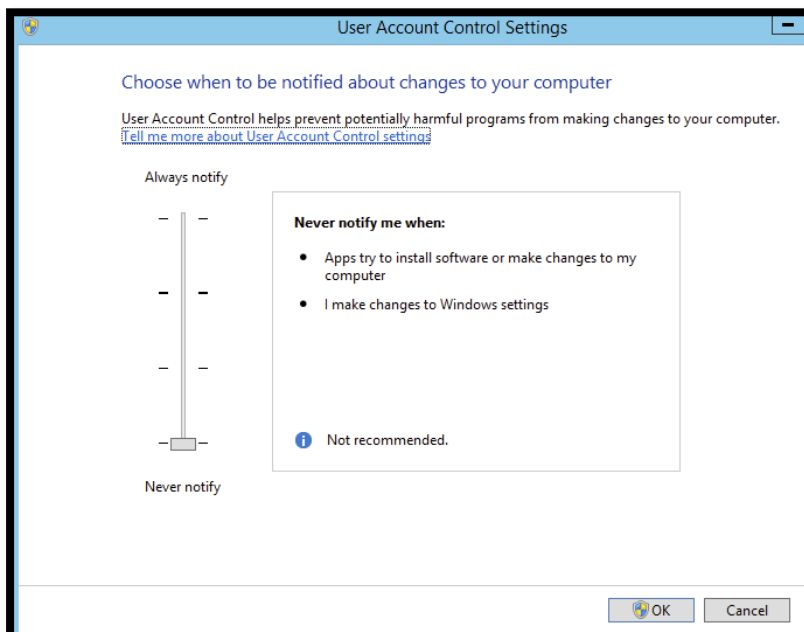 User Account Control Settings
Choose when to be notified about changes to your computer
User Account Control helps prevent potentially harmful programs from making changes to your computer.
Tell me more about User Account Control settings
Always notify
Never notify me when:
• Apps try to install software or make changes to my
computer
• I make changes to Windows settings
Not recommended.
Never notify
OK
Cancel